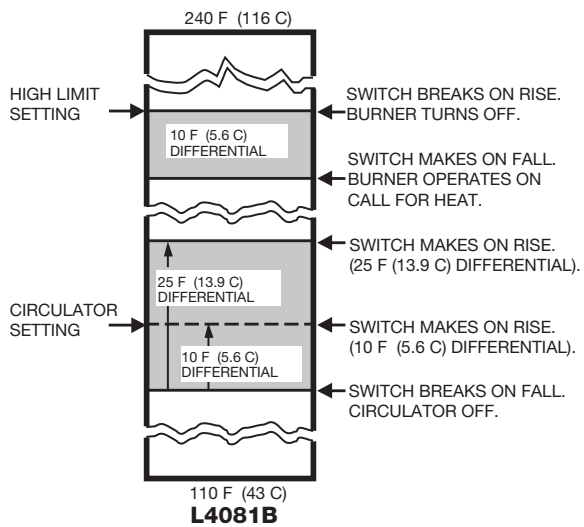 240 F (116 C)
HIGH LIMIT
SETTING
SWITCH BREAKS ON RISE.
BURNER TURNS OFF.
10 F (5.6 C)
DIFFERENTIAL
SWITCH MAKES ON FALL.
BURNER OPERATES ON
CALL FOR HEAT.
SWITCH MAKES ON RISE.
(25 F (13.9 C) DIFFERENTIAL).
25 F (13.9 C)
DIFFERENTIAL
CIRCULATOR
SETTING
SWITCH MAKES ON RISE.
(10 F (5.6 C) DIFFERENTIAL).
10 F (5.6 C)
DIFFERENTIAL
SWITCH BREAKS ON FALL.
CIRCULATOR OFF.
110 F (43 C)
L4081B